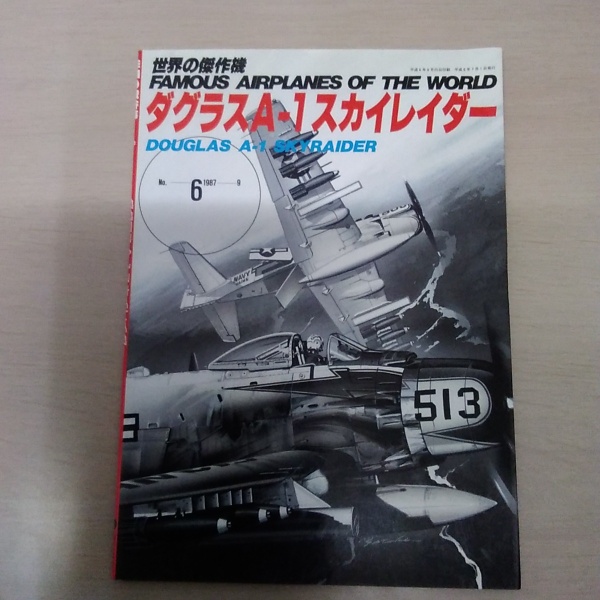 世界の傑作機
FAMOUS AIRPLANES OF THE WORLD
ダグラスA-1スカイレイダー
DOUGLAS A-1 SKYRAIDER
No. 6 1987 9
NAVY
513